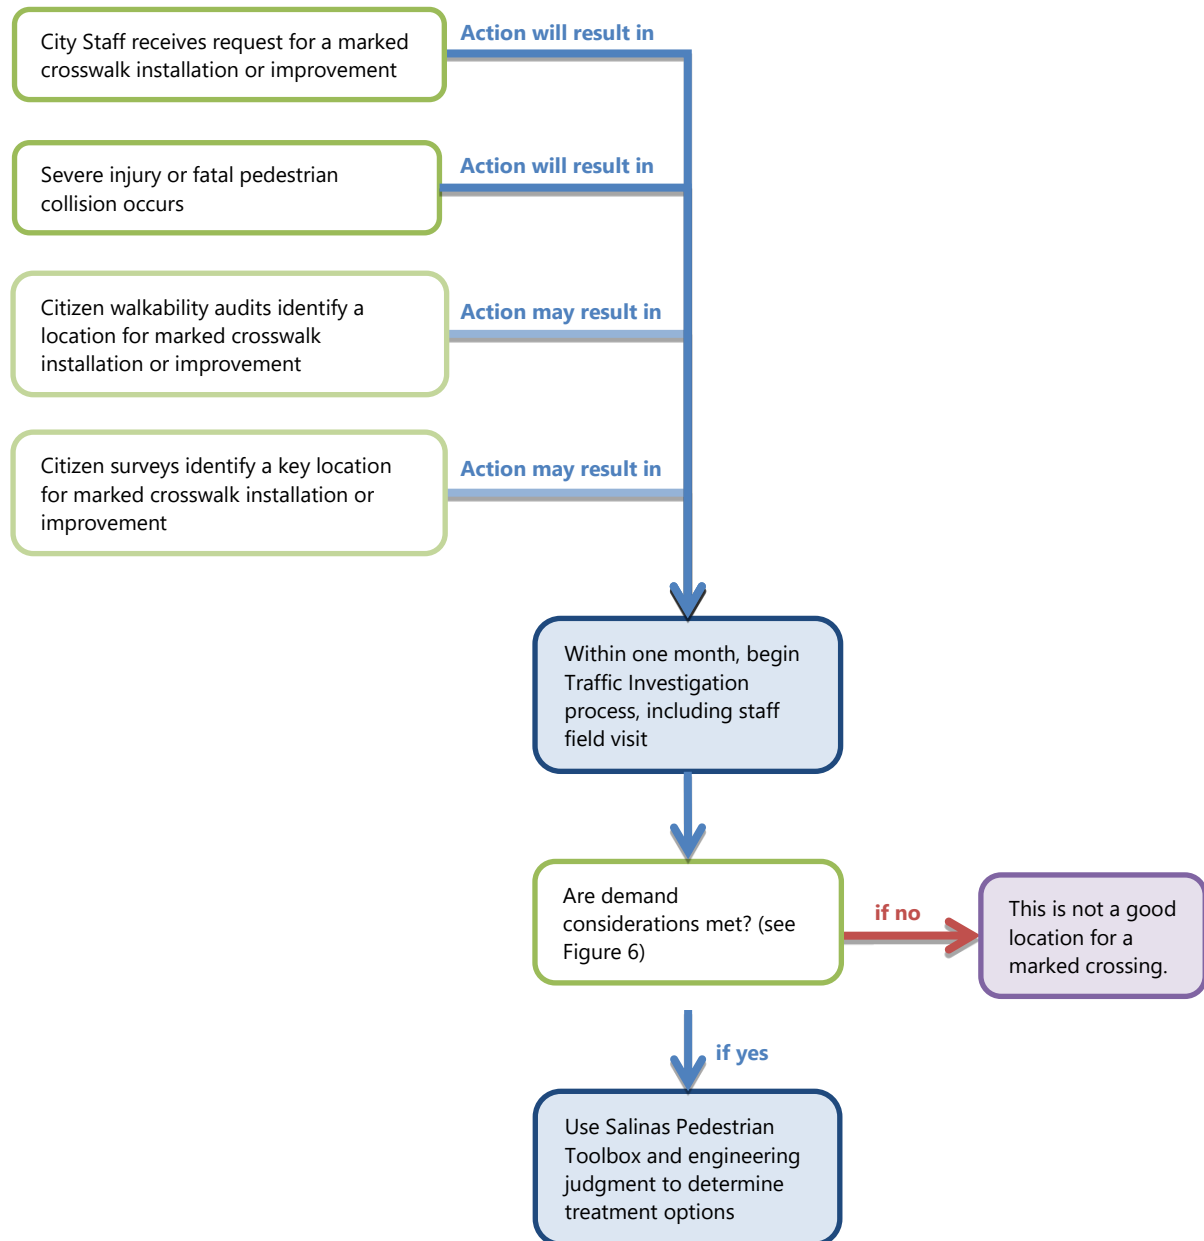 City Staff receives request for a marked
crosswalk installation or improvement
Action will result in
Severe injury or fatal pedestrian
collision occurs
Action will result in
Citizen walkability audits identify a
location for marked crosswalk
installation or improvement
Action may result in
Citizen surveys identify a key location
for marked crosswalk installation or
improvement
Action may result in
Within one month, begin
Traffic Investigation
process, including staff
field visit
Are demand
considerations met? (see
Figure 6)
if no
This is not a good
location for a
marked crossing.
if yes
Use Salinas Pedestrian
Toolbox and engineering
judgment to determine
treatment options